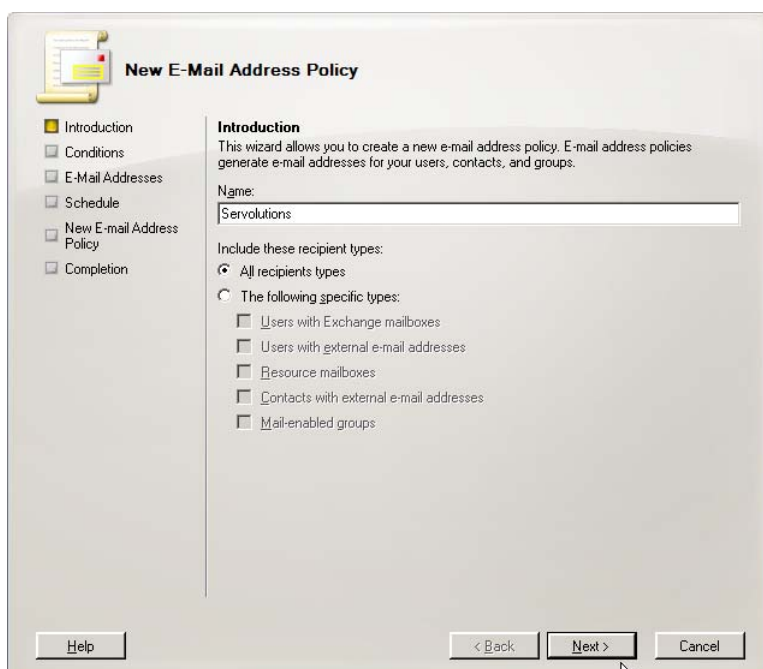 New E-Mail Address Policy
Introduction
Conditions
E-Mail Addresses
Schedule
New E-mail Address
Policy
Completion
Introduction
This wizard allows you to create a new e-mail address policy. E-mail address policies
generate e-mail addresses for your users, contacts, and groups.
Name:
Servolutions
Include these recipient types:
All recipients types
The following specific types:
Users with Exchange mailboxes
Users with external e-mail addresses
Resource mailboxes
Contacts with external e-mail addresses
Mail-enabled groups
Help
< Back
Next >
Cancel